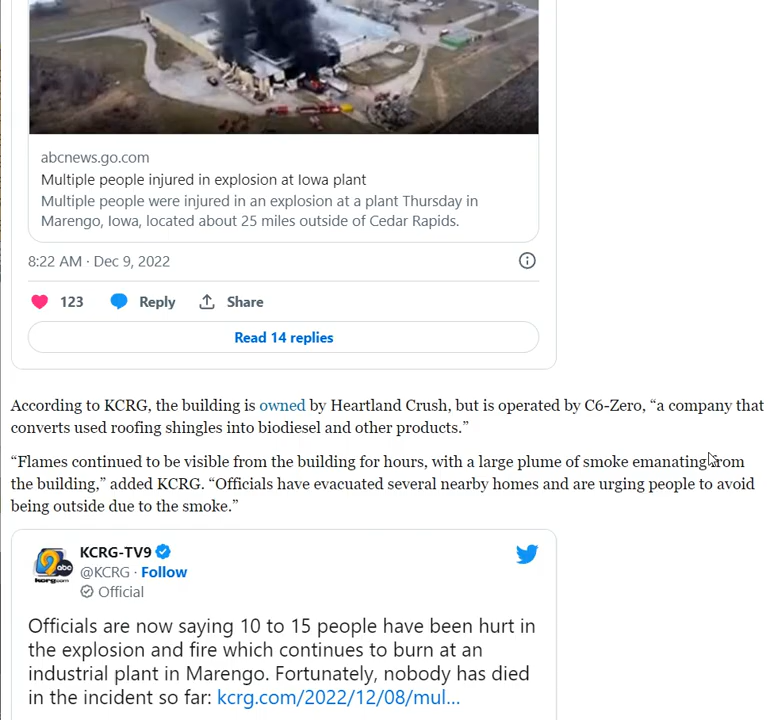 abcnews.go.com
Multiple people injured in explosion at Iowa plant
Multiple people were injured in an explosion at a plant Thursday in
Marengo, Iowa, located about 25 miles outside of Cedar Rapids.
8:22 AM · Dec 9, 2022
123 Reply Share
Read 14 replies
According to KCRG, the building is owned by Heartland Crush, but is operated by C6-Zero, “a company that
converts used roofing shingles into biodiesel and other products.”
“Flames continued to be visible from the building for hours, with a large plume of smoke emanating from
the building,” added KCRG. “Officials have evacuated several nearby homes and are urging people to avoid
being outside due to the smoke.”
9 abc
kcrg.com
KCRG-TV9
@KCRG · Follow
Official
Officials are now saying 10 to 15 people have been hurt in
the explosion and fire which continues to burn at an
industrial plant in Marengo. Fortunately, nobody has died
in the incident so far: kcrg.com/2022/12/08/mul...